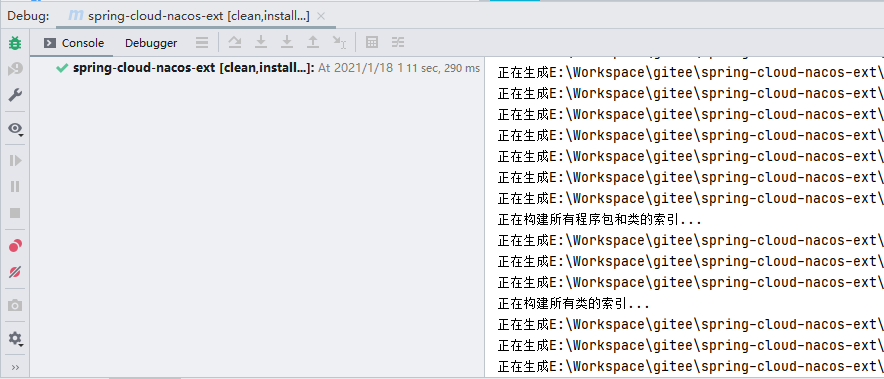 Debug: m spring-cloud-nacos-ext [clean,install...] ×
Console Debugger
spring-cloud-nacos-ext [clean,install...]: At 2021/1/18 1 11 sec, 290 ms
正在生成E:\Workspace\gitee\spring-cloud-nacos-ext\
正在生成E:\Workspace\gitee\spring-cloud-nacos-ext\
正在生成E:\Workspace\gitee\spring-cloud-nacos-ext\
正在生成E:\Workspace\gitee\spring-cloud-nacos-ext\
正在生成E:\Workspace\gitee\spring-cloud-nacos-ext\
正在生成E:\Workspace\gitee\spring-cloud-nacos-ext\
正在生成E:\Workspace\gitee\spring-cloud-nacos-ext\
正在构建所有程序包和类的索引...
正在生成E:\Workspace\gitee\spring-cloud-nacos-ext\
正在生成E:\Workspace\gitee\spring-cloud-nacos-ext\
正在生成E:\Workspace\gitee\spring-cloud-nacos-ext\
正在构建所有类的索引...
正在生成E:\Workspace\gitee\spring-cloud-nacos-ext\
正在生成E:\Workspace\gitee\spring-cloud-nacos-ext\
正在生成E:\Workspace\gitee\spring-cloud-nacos-ext\